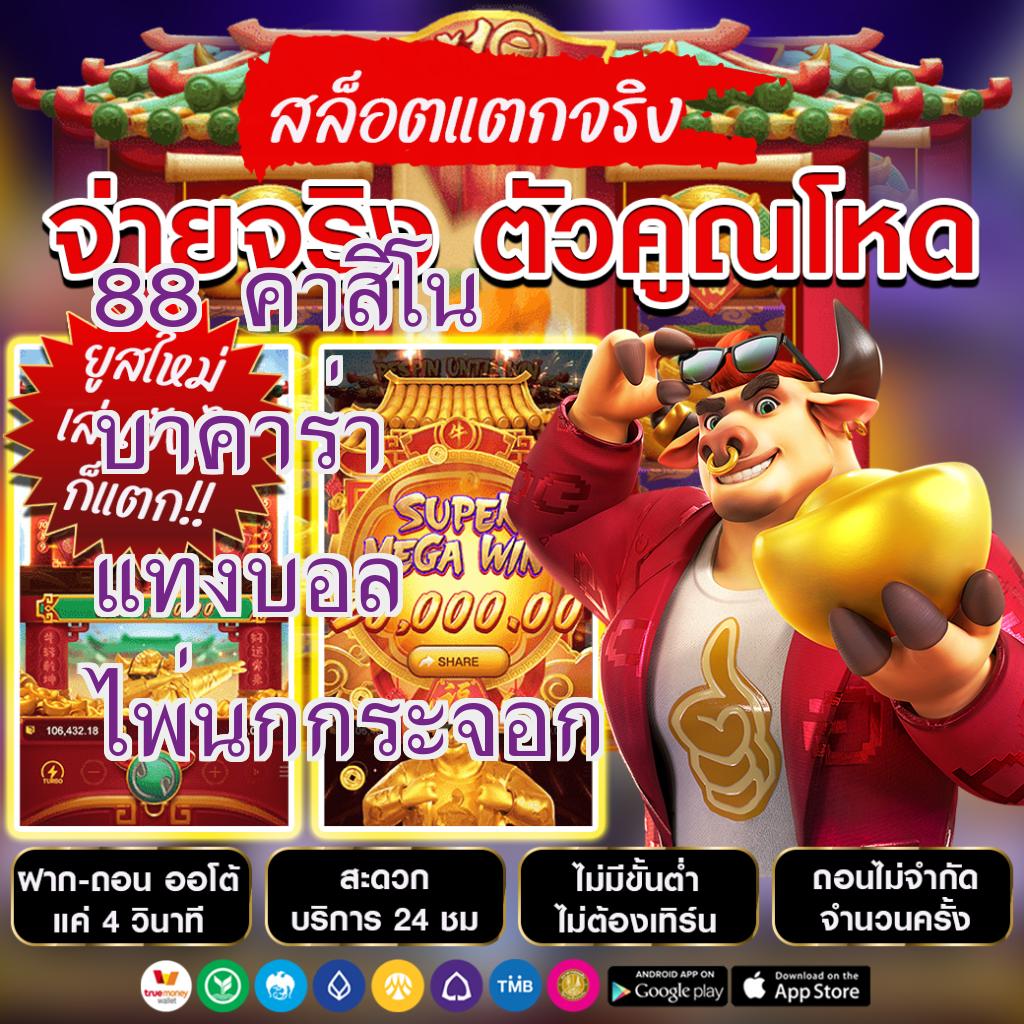 สล็อตแตกจริง
จ่ายจริง ตัวคูณโหด
88 คาสิโน
ยูสใหม่
บาคาร่า
ก็แตก!!
SUPER
MEGA WIN
แทงบอล
,000.00
SHARE
ไพ่นกกระจอก
106,432.18
TURBO
牛
ฝาก-ถอน ออโต้
แค่ 4 วินาที
สะดวก
บริการ 24 ชม
ไม่มีขั้นต่ำ
ไม่ต้องเทิร์น
ถอนไม่จำกัด
จำนวนครั้ง
truemoney
wallet
TMB
ANDROID APP ON
Google play
Download on the
App Store